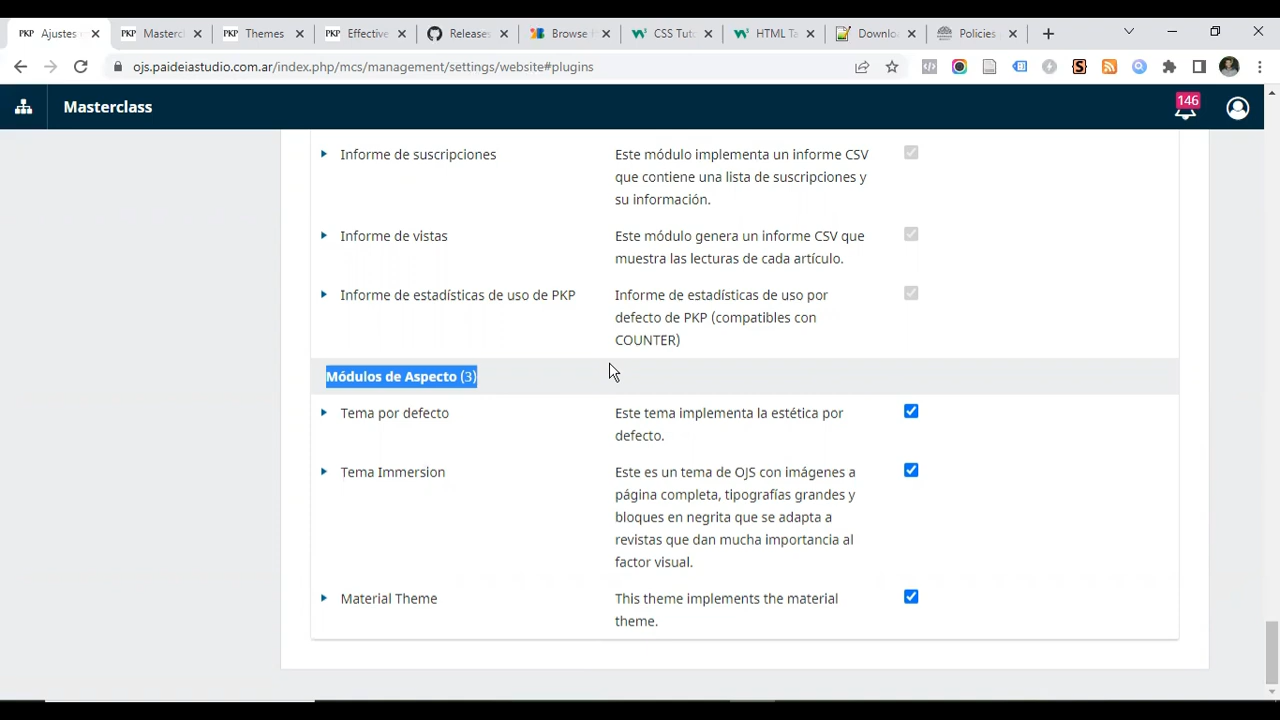 Ajustes
Masterc
Themes
Effective
Releases
Browse
CSS Tut
HTML Ta
Downlo
Policies
ojs.paideiastudio.com.ar/index.php/mcs/management/settings/website#plugins
Masterclass
146
Informe de suscripciones
Este módulo implementa un informe CSV
que contiene una lista de suscripciones y
su información.
Informe de vistas
Este módulo genera un informe CSV que
muestra las lecturas de cada artículo.
Informe de estadísticas de uso de PKP
Informe de estadísticas de uso por
defecto de PKP (compatibles con
COUNTER)
Módulos de Aspecto (3)
Tema por defecto
Este tema implementa la estética por
defecto.
Tema Immersion
Este es un tema de OJS con imágenes a
página completa, tipografías grandes y
bloques en negrita que se adapta a
revistas que dan mucha importancia al
factor visual.
Material Theme
This theme implements the material
theme.